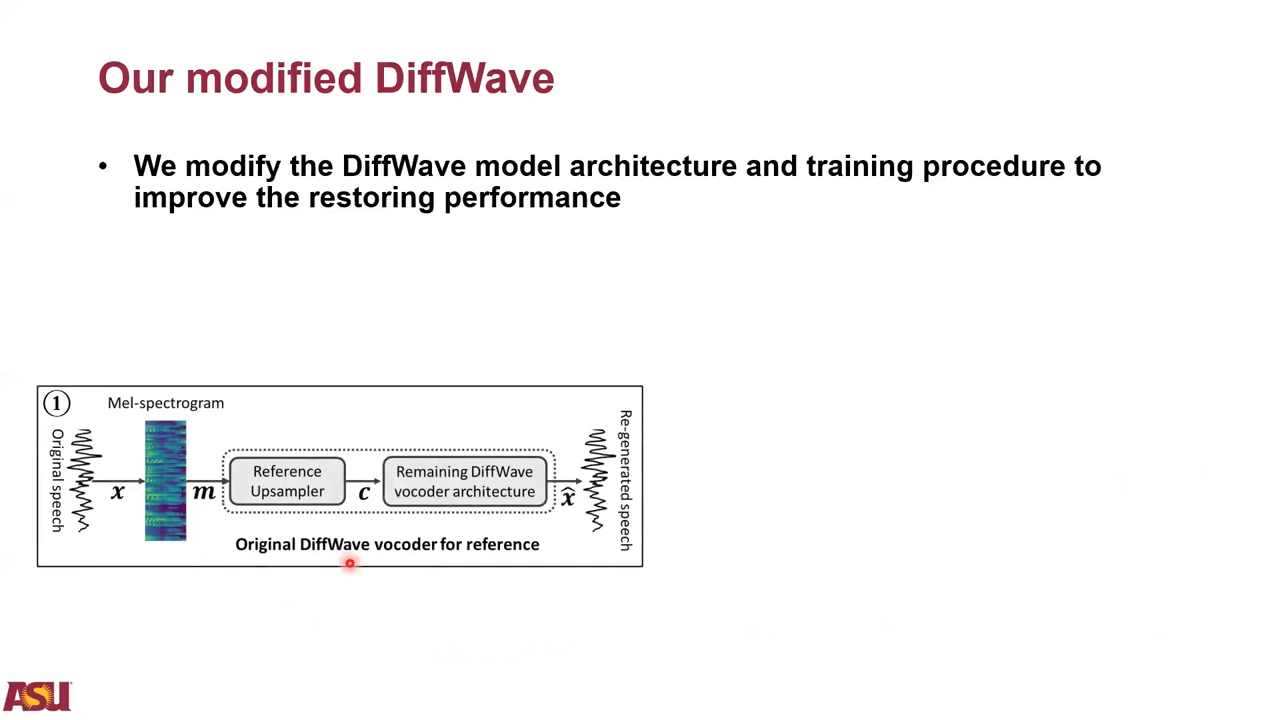 Our modified DiffWave
• We modify the DiffWave model architecture and training procedure to
improve the restoring performance
1
Mel-spectrogram
Original speech
x
m
Reference
Upsampler
c
Remaining DiffWave
vocoder architecture
x̂
Re-generated speech
Original DiffWave vocoder for reference
ASU